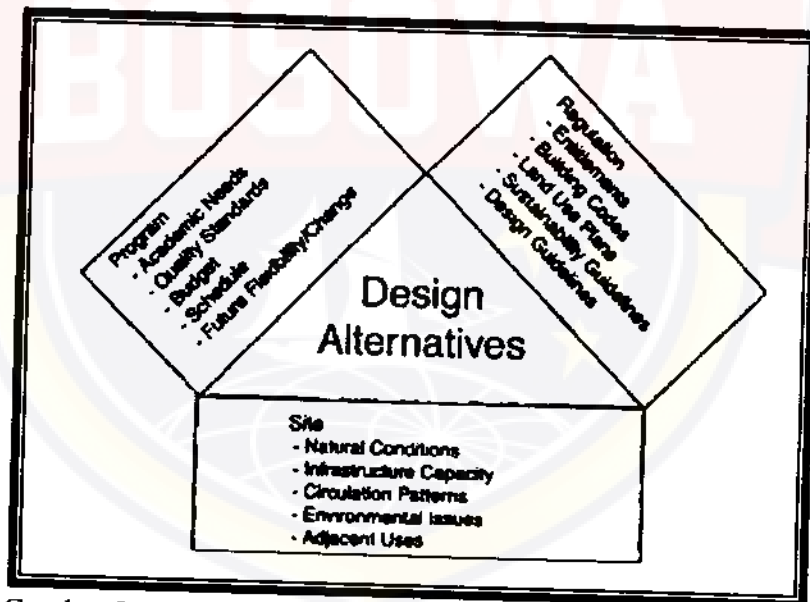 BOSOWA
Program
- Academic Needs
- Quality Standards
- Budget
- Schedule
- Future Flexibility/Change
Regulation
- Entitlements
- Building Codes
- Land Use Plans
- Sustainability Guidelines
- Design Guidelines
Design
Alternatives
Site
- Natural Conditions
- Infrastructure Capacity
- Circulation Patterns
- Environmental Issues
- Adjacent Uses